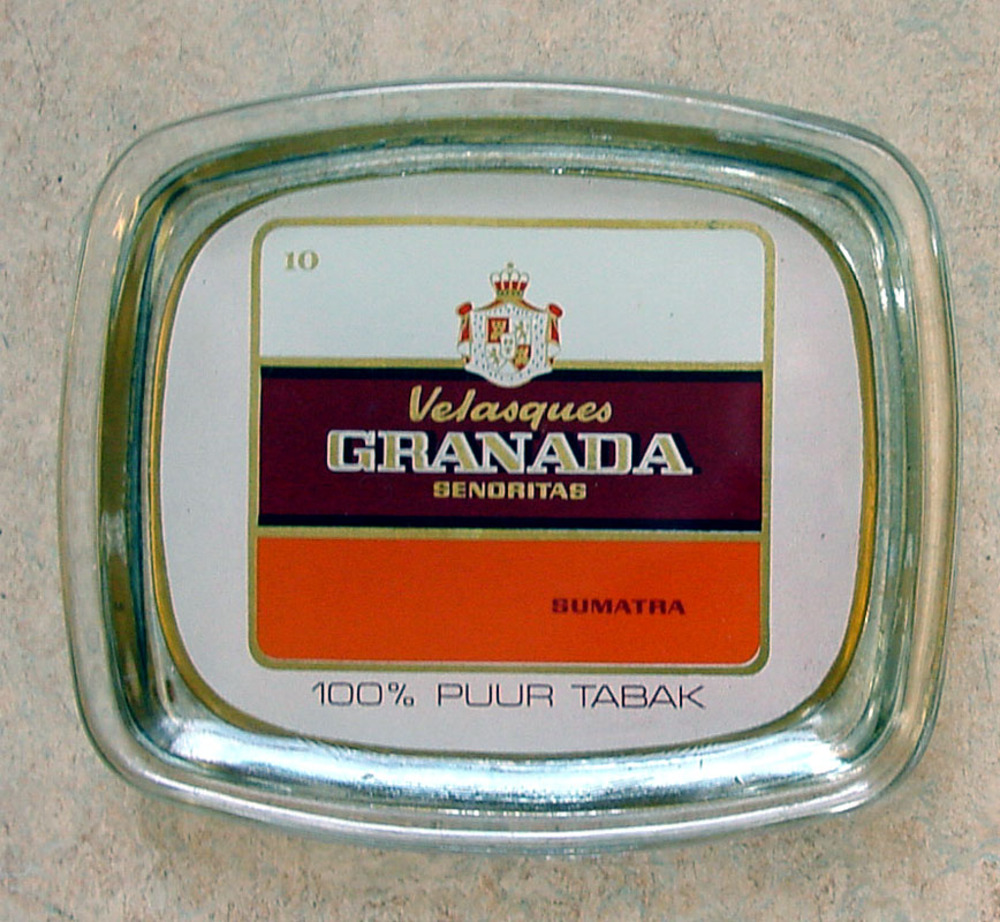 10
Velasques
GRANADA
SENORITAS
SUMATRA
100% PUUR TABAK